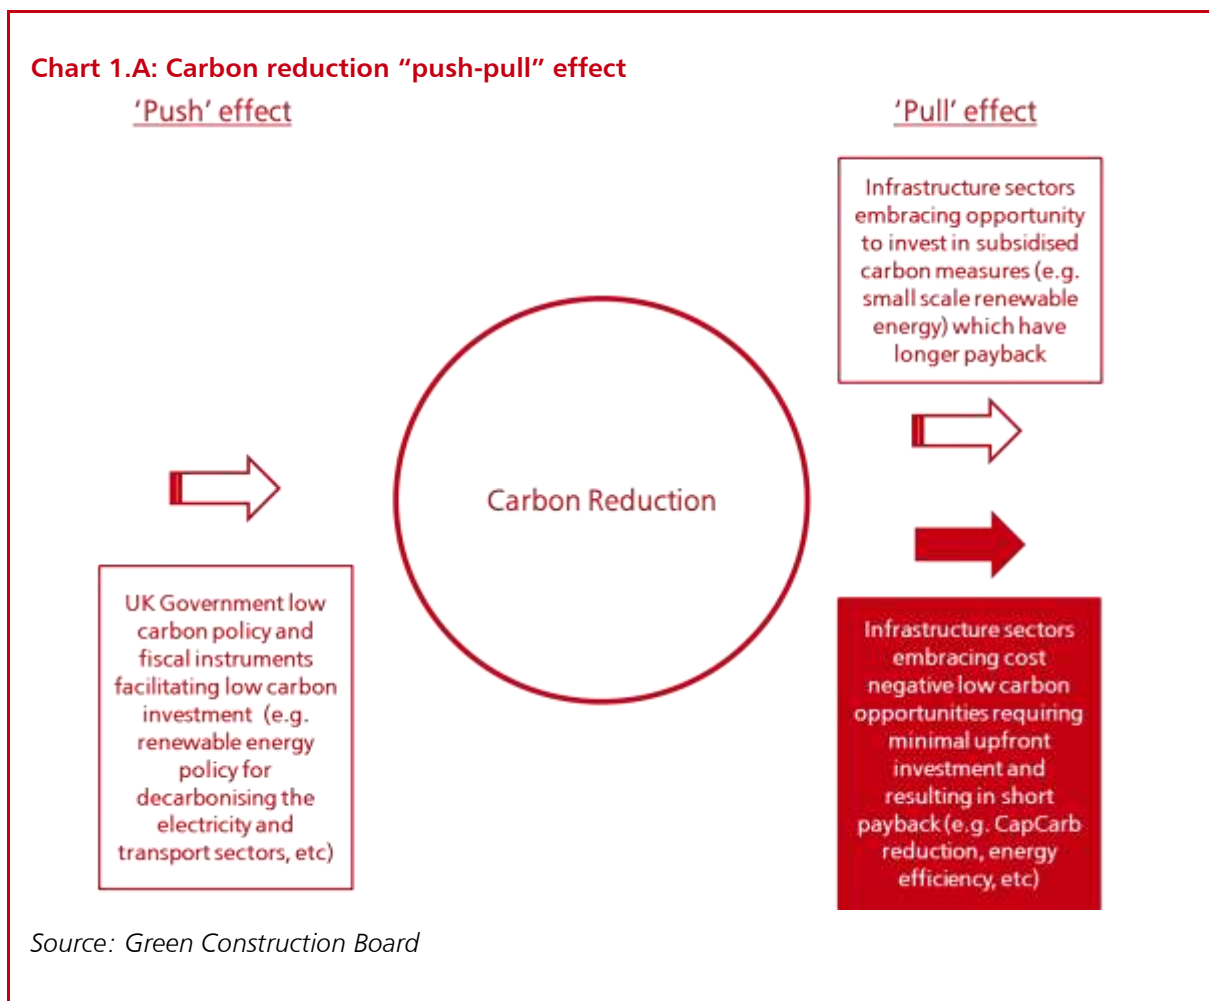 Chart 1.A: Carbon reduction “push-pull” effect
‘Push’ effect
‘Pull’ effect
Infrastructure sectors
embracing opportunity
to invest in subsidised
carbon measures (e.g.
small scale renewable
energy) which have
longer payback
Carbon Reduction
UK Government low
carbon policy and
fiscal instruments
facilitating low carbon
investment (e.g.
renewable energy
policy for
decarbonising the
electricity and
transport sectors, etc)
Infrastructure sectors
embracing cost
negative low carbon
opportunities requiring
minimal upfront
investment and
resulting in short
payback (e.g. CapCarb
reduction, energy
efficiency, etc)
Source: Green Construction Board